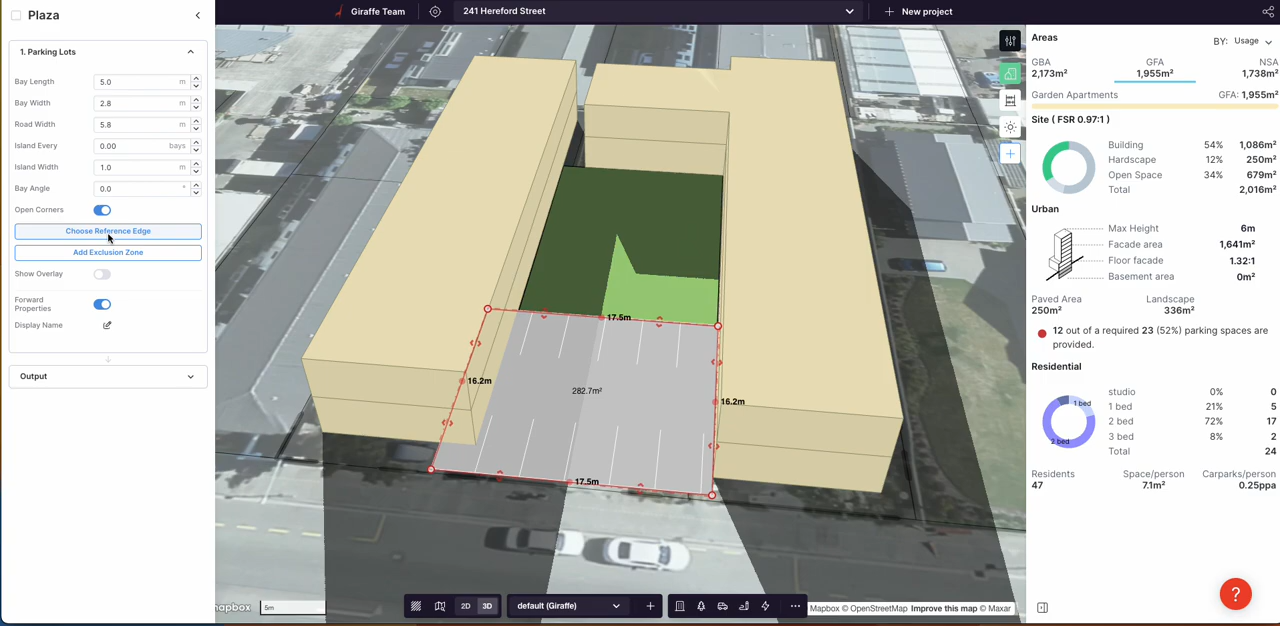 Plaza
Giraffe Team
241 Hereford Street
New project
1. Parking Lots
Bay Length 5.0 m
Bay Width 2.8 m
Road Width 5.8 m
Island Every 0.00 bays
Island Width 1.0 m
Bay Angle 0.0 °
Open Corners
Choose Reference Edge
Add Exclusion Zone
Show Overlay
Forward
Properties
Display Name
Output
17.5m
16.2m
282.7m²
16.2m
17.5m
mapbox
5m
2D
3D
default (Giraffe)
Mapbox © OpenStreetMap Improve this map © Maxar
Areas
BY: Usage
GBA GFA NSA
2,173m² 1,955m² 1,738m²
Garden Apartments GFA: 1,955m²
Site ( FSR 0.97:1 )
Building 54% 1,086m²
Hardscape 12% 250m²
Open Space 34% 679m²
Total 2,016m²
Urban
Max Height 6m
Facade area 1,641m²
Floor facade 1.32:1
Basement area 0m²
Paved Area Landscape
250m² 336m²
12 out of a required 23 (52%) parking spaces are
provided.
Residential
1 bed
2 bed
studio 0% 0
1 bed 21% 5
2 bed 72% 17
3 bed 8% 2
Total 24
Residents Space/person Carparks/person
47 7.1m² 0.25ppa
?